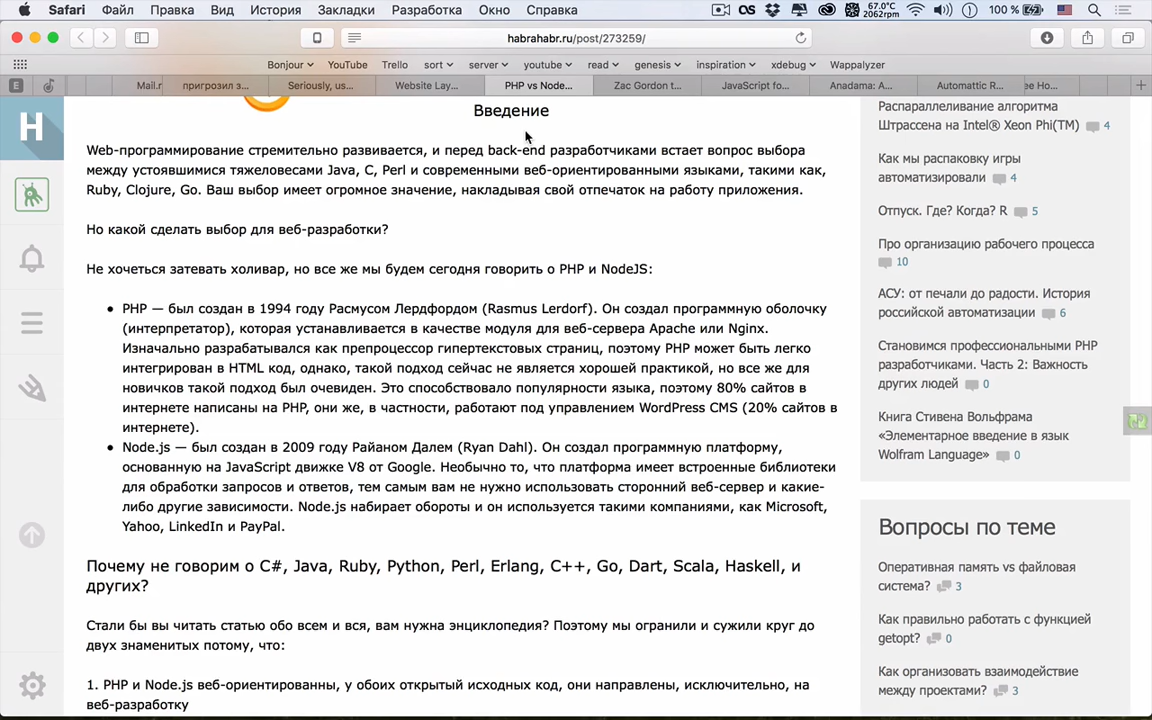 Safari Файл Правка Вид История Закладки Разработка Окно Справка 67.0°C 2062rpm 100 %
habrahabr.ru/post/273259/
Bonjour YouTube Trello sort server youtube read genesis inspiration xdebug Wappalyzer
Mail.r пригрозил з... Seriously, us... Website Lay... PHP vs Node... Zac Gordon t... JavaScript fo... Anadama: A... Automattic R... ee Ho...
Введение
Web-программирование стремительно развивается, и перед back-end разработчиками встает вопрос выбора
между устоявшимися тяжеловесами Java, C, Perl и современными веб-ориентированными языками, такими как,
Ruby, Clojure, Go. Ваш выбор имеет огромное значение, накладывая свой отпечаток на работу приложения.
Но какой сделать выбор для веб-разработки?
Не хочеться затевать холивар, но все же мы будем сегодня говорить о PHP и NodeJS:
• PHP — был создан в 1994 году Расмусом Лердфордом (Rasmus Lerdorf). Он создал программную оболочку
(интерпретатор), которая устанавливается в качестве модуля для веб-сервера Apache или Nginx.
Изначально разрабатывался как препроцессор гипертекстовых страниц, поэтому PHP может быть легко
интегрирован в HTML код, однако, такой подход сейчас не является хорошей практикой, но все же для
новичков такой подход был очевиден. Это способствовало популярности языка, поэтому 80% сайтов в
интернете написаны на PHP, они же, в частности, работают под управлением WordPress CMS (20% сайтов в
интернете).
• Node.js — был создан в 2009 году Райаном Далем (Ryan Dahl). Он создал программную платформу,
основанную на JavaScript движке V8 от Google. Необычно то, что платформа имеет встроенные библиотеки
для обработки запросов и ответов, тем самым вам не нужно использовать сторонний веб-сервер и какие-
либо другие зависимости. Node.js набирает обороты и он используется такими компаниями, как Microsoft,
Yahoo, LinkedIn и PayPal.
Почему не говорим о C#, Java, Ruby, Python, Perl, Erlang, C++, Go, Dart, Scala, Haskell, и
других?
Стали бы вы читать статью обо всем и вся, вам нужна энциклопедия? Поэтому мы огранили и сужили круг до
двух знаменитых потому, что:
1. PHP и Node.js веб-ориентированны, у обоих открытый исходных код, они направлены, исключительно, на
веб-разработку
Распараллеливание алгоритма
Штрассена на Intel® Xeon Phi(TM) 4
Как мы распаковку игры
автоматизировали 4
Отпуск. Где? Когда? R 5
Про организацию рабочего процесса
10
АСУ: от печали до радости. История
российской автоматизации 6
Становимся профессиональными PHP
разработчиками. Часть 2: Важность
других людей 0
Книга Стивена Вольфрама
«Элементарное введение в язык
Wolfram Language» 0
Вопросы по теме
Оперативная память vs файловая
система? 3
Как правильно работать с функцией
getopt? 0
Как организовать взаимодействие
между проектами? 3